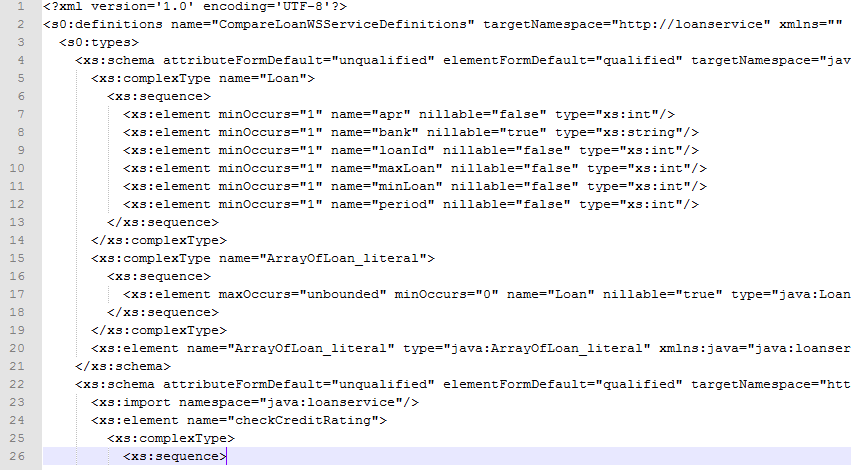 1 <?xml version='1.0' encoding='UTF-8'?>
2 <s0:definitions name="CompareLoanWSServiceDefinitions" targetNamespace="http://loanservice" xmlns=""
3 <s0:types>
4 <xs:schema attributeFormDefault="unqualified" elementFormDefault="qualified" targetNamespace="jav
5 <xs:complexType name="Loan">
6 <xs:sequence>
7 <xs:element minOccurs="1" name="apr" nillable="false" type="xs:int"/>
8 <xs:element minOccurs="1" name="bank" nillable="true" type="xs:string"/>
9 <xs:element minOccurs="1" name="loanId" nillable="false" type="xs:int"/>
10 <xs:element minOccurs="1" name="maxLoan" nillable="false" type="xs:int"/>
11 <xs:element minOccurs="1" name="minLoan" nillable="false" type="xs:int"/>
12 <xs:element minOccurs="1" name="period" nillable="false" type="xs:int"/>
13 </xs:sequence>
14 </xs:complexType>
15 <xs:complexType name="ArrayOfLoan_literal">
16 <xs:sequence>
17 <xs:element maxOccurs="unbounded" minOccurs="0" name="Loan" nillable="true" type="java:Loan
18 </xs:sequence>
19 </xs:complexType>
20 <xs:element name="ArrayOfLoan_literal" type="java:ArrayOfLoan_literal" xmlns:java="java:loanser
21 </xs:schema>
22 <xs:schema attributeFormDefault="unqualified" elementFormDefault="qualified" targetNamespace="htt
23 <xs:import namespace="java:loanservice"/>
24 <xs:element name="checkCreditRating">
25 <xs:complexType>
26 <xs:sequence>